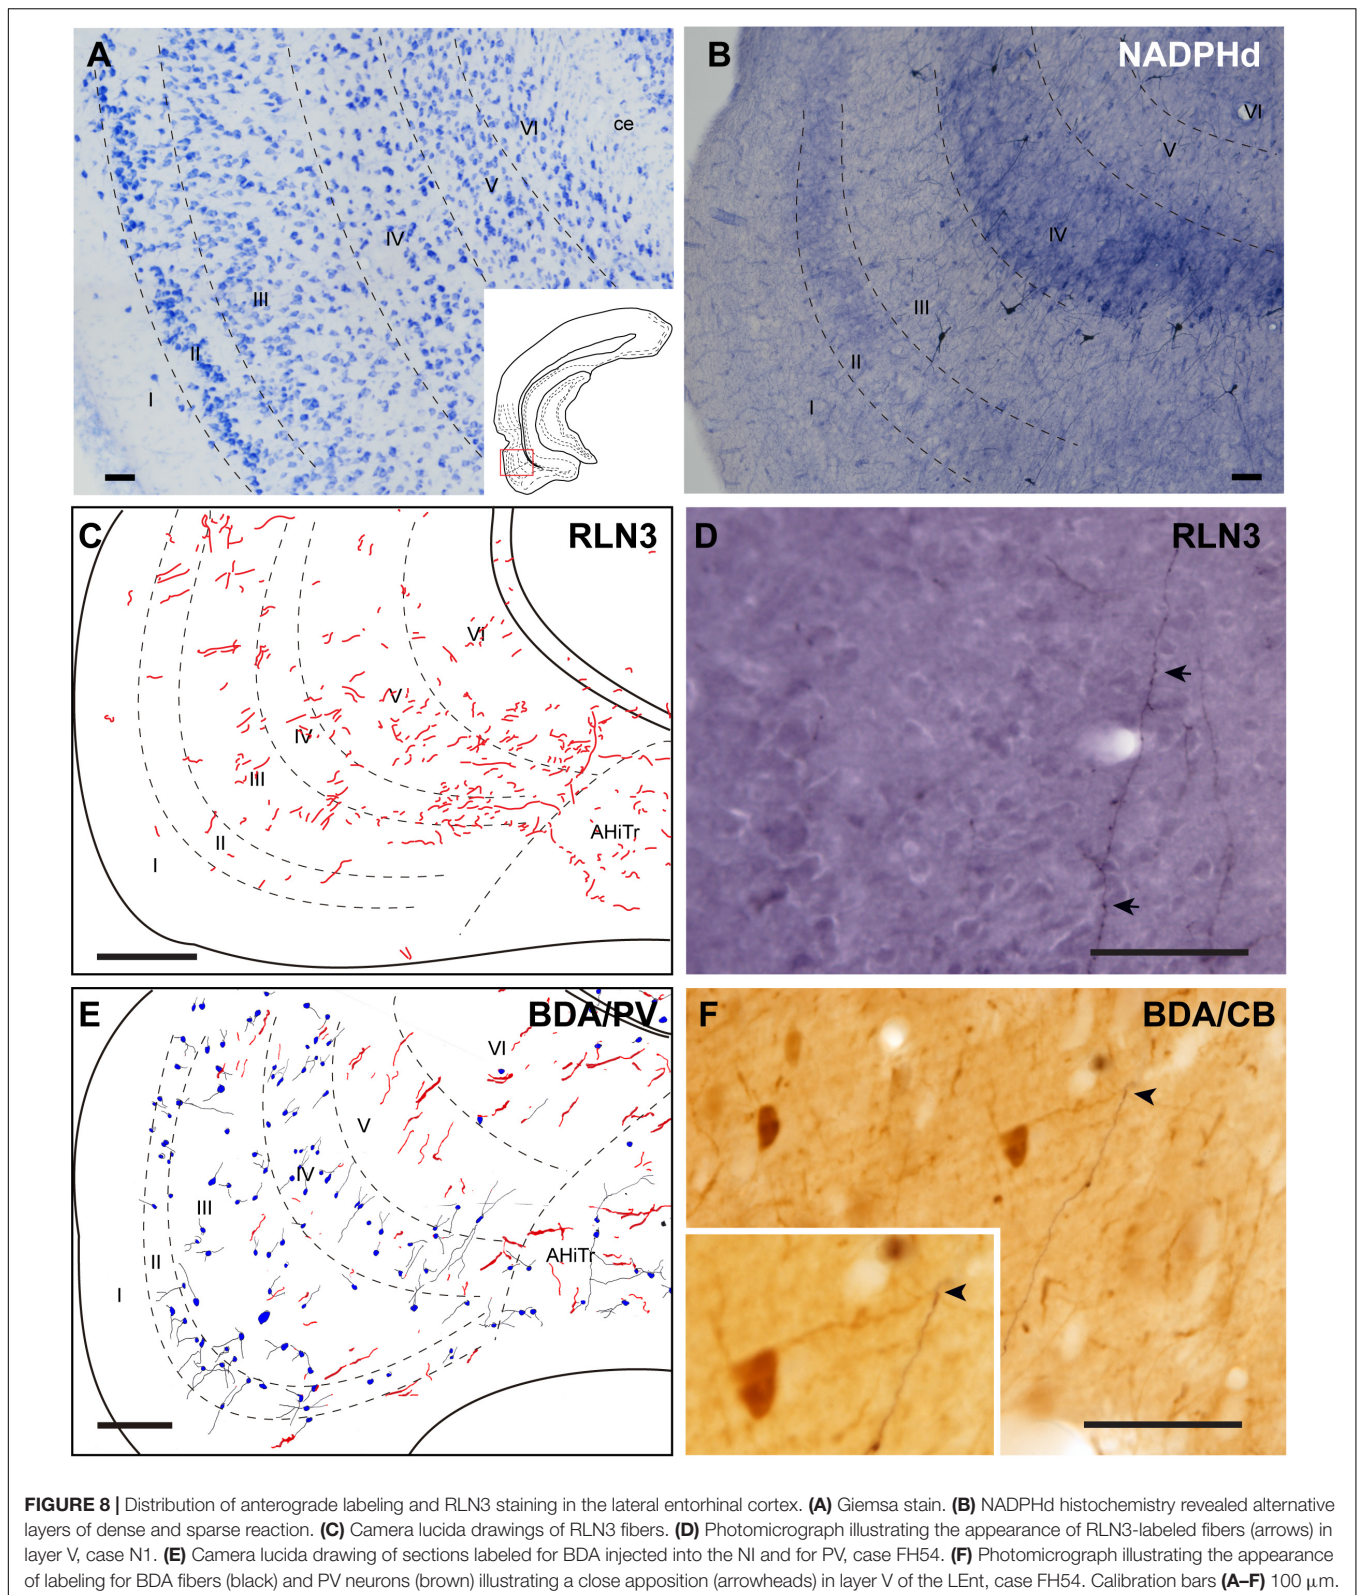 A
VI
ce
V
IV
III
II
I
B
NADPHd
VI
V
IV
III
II
I
C
RLN3
VI
V
IV
III
AHiTr
II
I
D
RLN3
E
BDA/PV
VI
V
IV
III
AHiTr
II
I
F
BDA/CB
FIGURE 8 | Distribution of anterograde labeling and RLN3 staining in the lateral entorhinal cortex. (A) Giemsa stain. (B) NADPHd histochemistry revealed alternative
layers of dense and sparse reaction. (C) Camera lucida drawings of RLN3 fibers. (D) Photomicrograph illustrating the appearance of RLN3-labeled fibers (arrows) in
layer V, case N1. (E) Camera lucida drawing of sections labeled for BDA injected into the NI and for PV, case FH54. (F) Photomicrograph illustrating the appearance
of labeling for BDA fibers (black) and PV neurons (brown) illustrating a close apposition (arrowheads) in layer V of the LEnt, case FH54. Calibration bars (A–F) 100 μm.